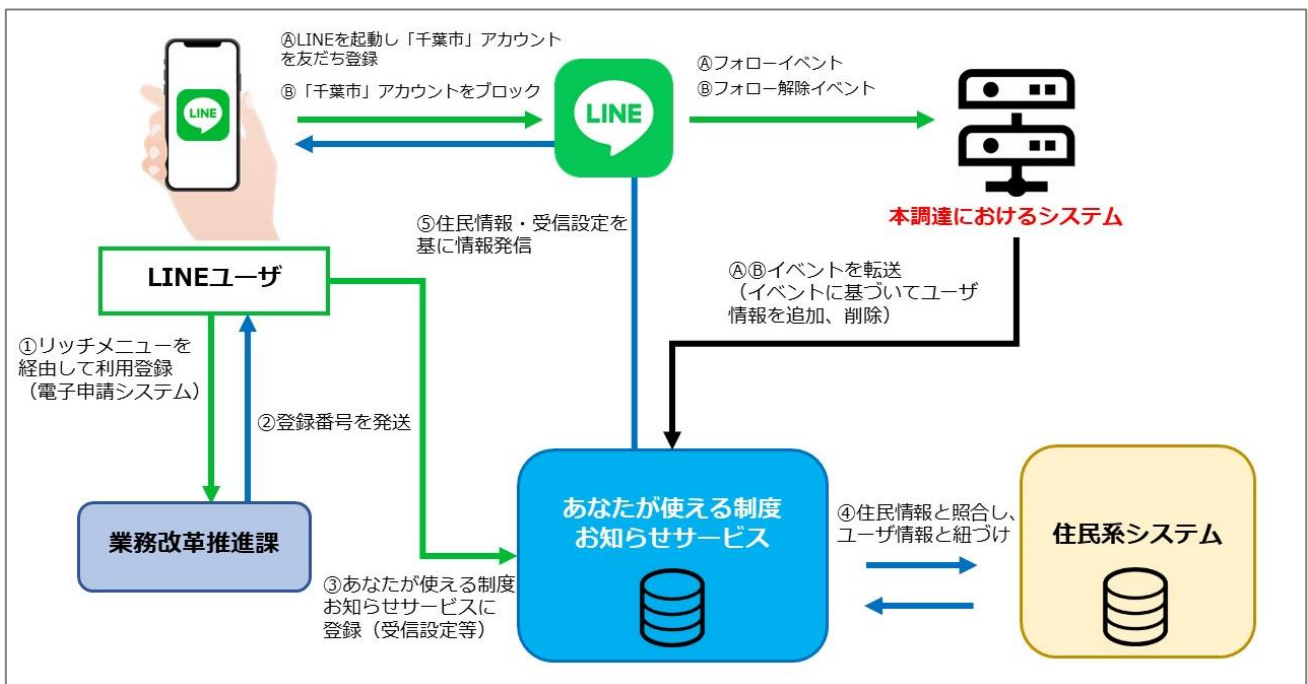 ⒶLINEを起動し「千葉市」アカウント
を友だち登録
Ⓑ「千葉市」アカウントをブロック
LINE
LINE
Ⓐフォローイベント
Ⓑフォロー解除イベント
本調達におけるシステム
⑤住民情報・受信設定を
基に情報発信
ⒶⒷイベントを転送
（イベントに基づいてユーザ
情報を追加、削除）
LINEユーザ
①リッチメニューを
経由して利用登録
（電子申請システム）
②登録番号を発送
業務改革推進課
③あなたが使える制度
お知らせサービスに
登録（受信設定等）
あなたが使える制度
お知らせサービス
④住民情報と照合し、
ユーザ情報と紐づけ
住民系システム